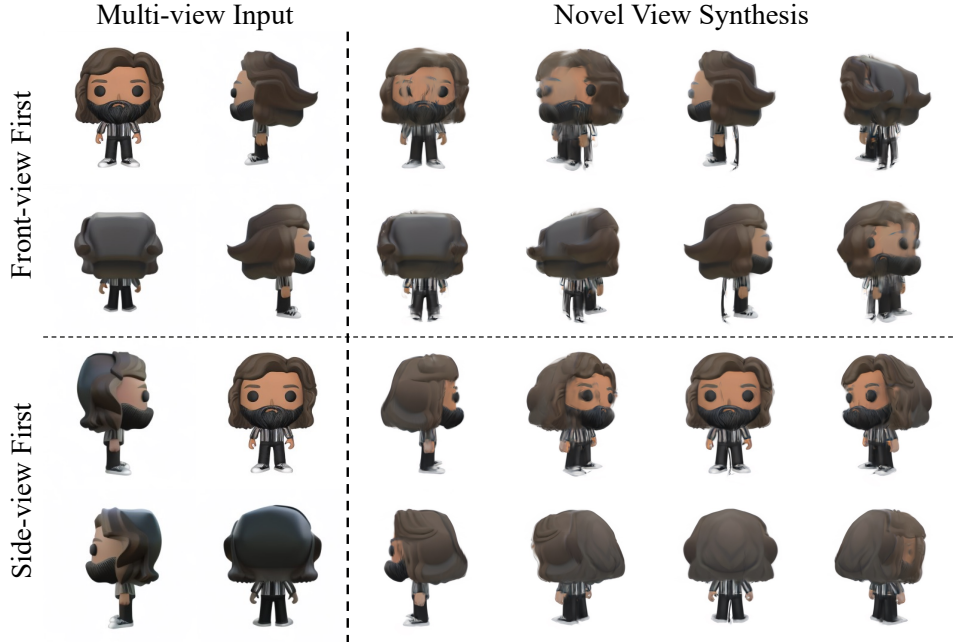 Multi-view Input
Novel View Synthesis
Front-view First
Side-view First